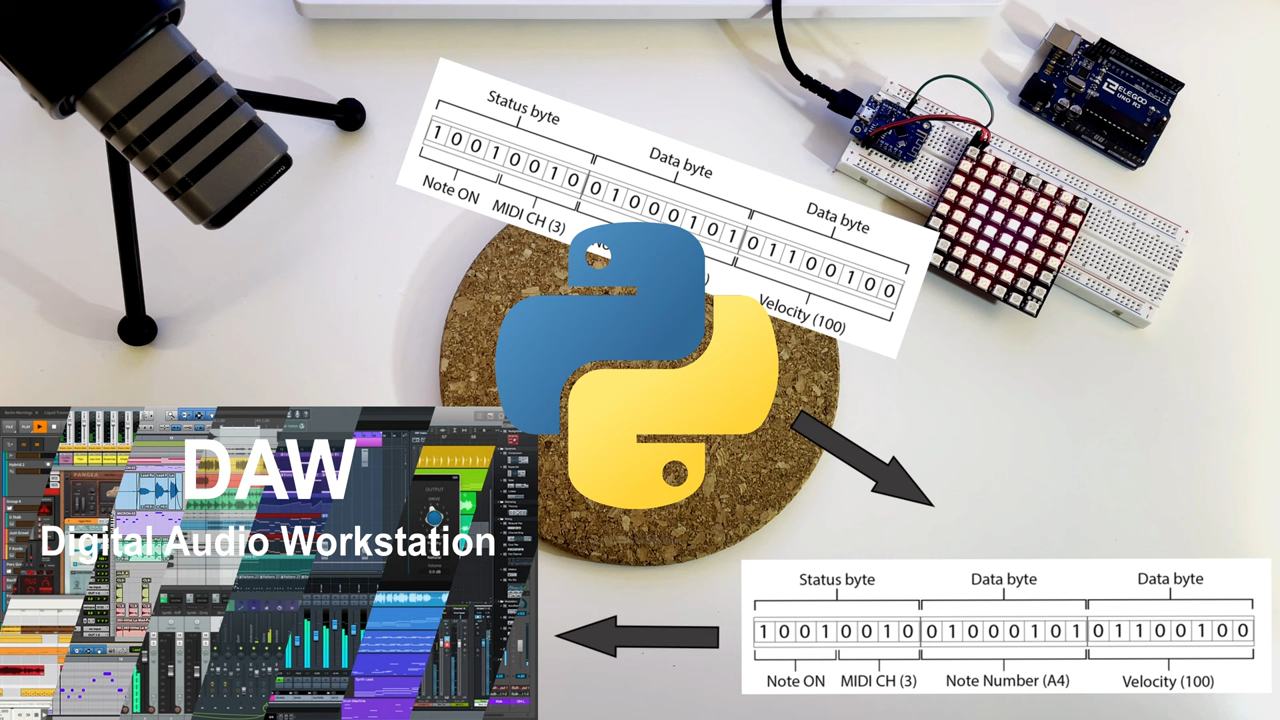 Status byte
Data byte
Data byte
1 0 0 1 0 0 1 0 0 1 0 0 0 1 0 1 0 1 1 0 0 1 0 0
Note ON
MIDI CH (3)
No
)
Velocity (100)
ELEGOO
UNO R3
DAW
Digital Audio Workstation
OUTPUT
DRIVE
Volume
Status byte
Data byte
Data byte
1 0 0 1 0 0 1 0 0 1 0 0 0 1 0 1 0 1 1 0 0 1 0 0
Note ON
MIDI CH (3)
Note Number (A4)
Velocity (100)